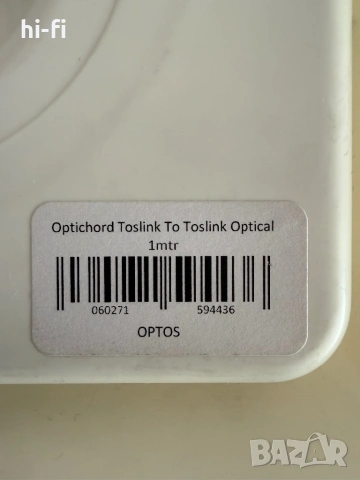 hi-fi
Optichord Toslink To Toslink Optical
1mtr
060271 594436
OPTOS
BAZAR